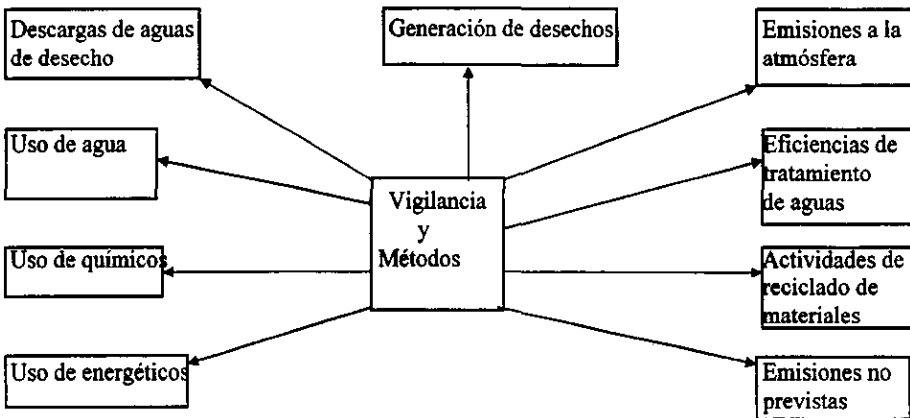 Descargas de aguas
de desecho
Generación de desechos
Emisiones a la
atmósfera
Uso de agua
Eficiencias de
tratamiento
de aguas
Vigilancia
y
Métodos
Uso de químicos
Actividades de
reciclado de
materiales
Uso de energéticos
Emisiones no
previstas